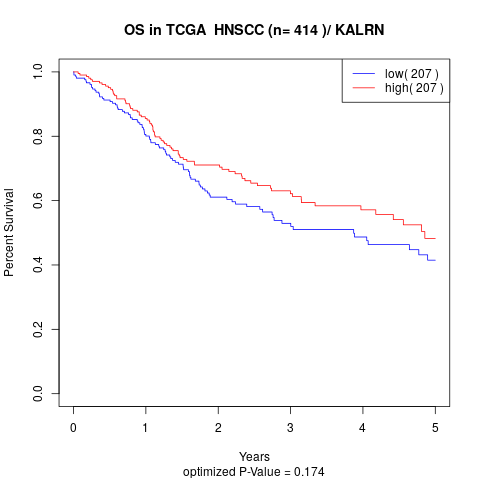 OS in TCGA  HNSCC (n= 414 )/ KALRN
low( 207 )
high( 207 )
Percent Survival
1.0
0.8
0.6
0.4
0.2
0.0
0 1 2 3 4 5
Years
optimized P-Value = 0.174